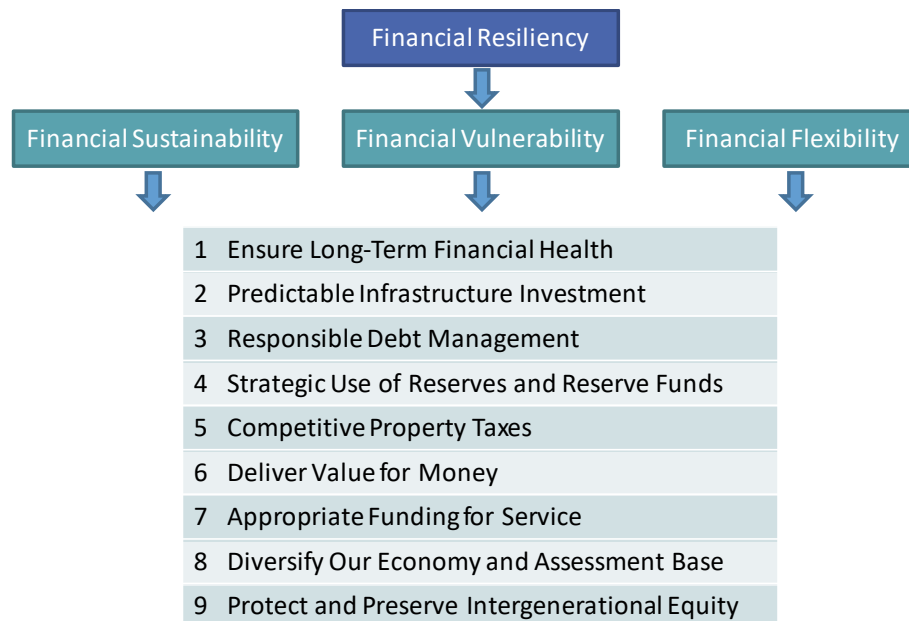 Financial Resiliency
Financial Sustainability
Financial Vulnerability
Financial Flexibility
1 Ensure Long-Term Financial Health
2 Predictable Infrastructure Investment
3 Responsible Debt Management
4 Strategic Use of Reserves and Reserve Funds
5 Competitive Property Taxes
6 Deliver Value for Money
7 Appropriate Funding for Service
8 Diversify Our Economy and Assessment Base
9 Protect and Preserve Intergenerational Equity